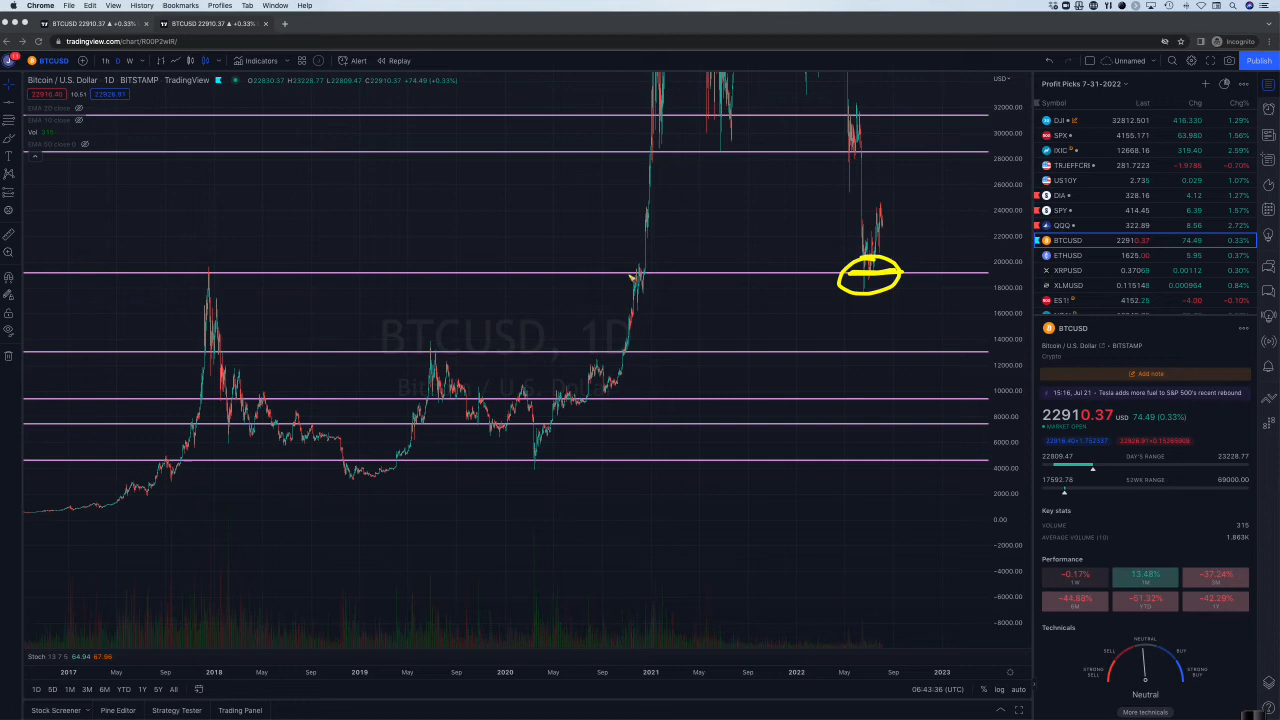 Chrome File Edit View History Bookmarks Profiles Tab Window Help
BTCUSD 22910.37 ▲ +0.33% × BTCUSD 22910.37 ▲ +0.33% × +
tradingview.com/chart/R00P2wIR/ Incognito
BTCUSD 1h D W Indicators Alert Replay Unnamed Publish
Bitcoin / U.S. Dollar · 1D · BITSTAMP TradingView O22830.37 H23228.77 L22809.47 C22910.37 +74.49 (+0.33%)
22916.40 10.51 22926.91
EMA 20 close
EMA 10 close
Vol 315
EMA 50 close 0
USD
32000.00
30000.00
28000.00
26000.00
24000.00
22000.00
20000.00
18000.00
16000.00
14000.00
12000.00
10000.00
8000.00
6000.00
4000.00
2000.00
0.00
−2000.00
−4000.00
−6000.00
−8000.00
BTCUSD, 1D
Bitcoin / U.S. Dollar
Stoch 13 7 5 64.94 67.96
2017 May Sep 2018 May Sep 2019 May Sep 2020 May Sep 2021 May Sep 2022 May Sep 2023
1D 5D 1M 3M 6M YTD 1Y 5Y All 06:43:36 (UTC) % log auto
Stock Screener Pine Editor Strategy Tester Trading Panel
Profit Picks 7-31-2022
Symbol Last Chg Chg%
DJI 32812.501 416.330 1.29%
SPX 4155.171 63.980 1.56%
IXIC D 12668.16 319.40 2.59%
TRJEFFCRB 281.7223 −1.9786 −0.70%
US10Y 2.735 0.029 1.07%
DIA 328.16 4.12 1.27%
SPY 414.45 6.39 1.57%
QQQ 322.89 8.56 2.72%
BTCUSD 22910.37 74.49 0.33%
ETHUSD 1625.00 5.95 0.37%
XRPUSD 0.37069 0.00112 0.30%
XLMUSD 0.115148 0.000964 0.84%
ES1! D 4152.25 −4.00 −0.10%
BTCUSD
Bitcoin / U.S. Dollar • BITSTAMP
Crypto
Add note
15:16, Jul 21 • Tesla adds more fuel to S&P 500's recent rebound
22910.37 USD 74.49 (0.33%)
MARKET OPEN
22916.40×1.752337 22926.91×0.15265908
22809.47 DAY'S RANGE 23228.77
17592.78 52WK RANGE 69000.00
Key stats
VOLUME 315
AVERAGE VOLUME (10) 1.863K
Performance
−0.17% 1W 13.48% 1M −37.24% 3M
−44.88% 6M −51.32% YTD −42.29% 1Y
Technicals
NEUTRAL
SELL BUY
STRONG SELL STRONG BUY
Neutral
More technicals